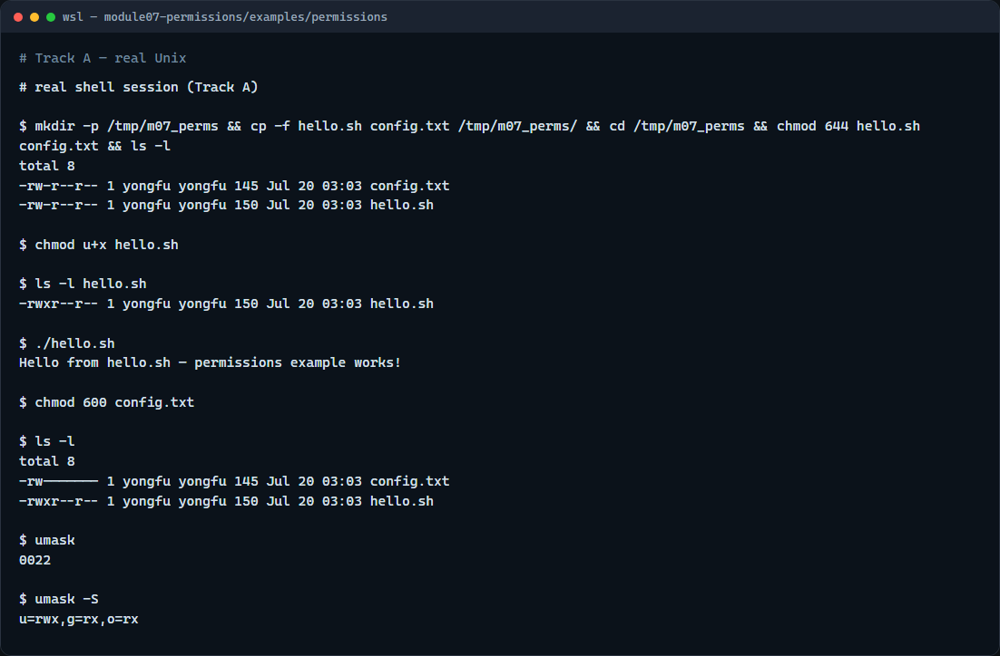 wsl — module07-permissions/examples/permissions
# Track A — real Unix
# real shell session (Track A)
$ mkdir -p /tmp/m07_perms && cp -f hello.sh config.txt /tmp/m07_perms/ && cd /tmp/m07_perms && chmod 644 hello.sh
config.txt && ls -l
total 8
-rw-r--r-- 1 yongfu yongfu 145 Jul 20 03:03 config.txt
-rw-r--r-- 1 yongfu yongfu 150 Jul 20 03:03 hello.sh
$ chmod u+x hello.sh
$ ls -l hello.sh
-rwxr--r-- 1 yongfu yongfu 150 Jul 20 03:03 hello.sh
$ ./hello.sh
Hello from hello.sh — permissions example works!
$ chmod 600 config.txt
$ ls -l
total 8
-rw------- 1 yongfu yongfu 145 Jul 20 03:03 config.txt
-rwxr--r-- 1 yongfu yongfu 150 Jul 20 03:03 hello.sh
$ umask
0022
$ umask -S
u=rwx,g=rx,o=rx